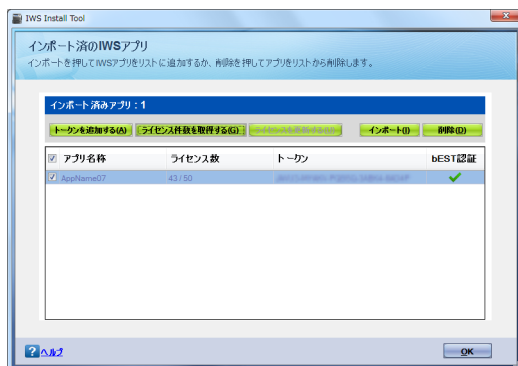 IWS Install Tool
インポート済のIWSアプリ
インポートを押してIWSアプリをリストに追加するか、削除を押してアプリをリストから削除します。
インポート済みアプリ：1
トークンを追加する(A) ライセンス件数を取得する(G) インポート(I) 削除(D)
アプリ名称 ライセンス数 トークン bEST認証
AppName07 43 / 50
ヘルプ
OK